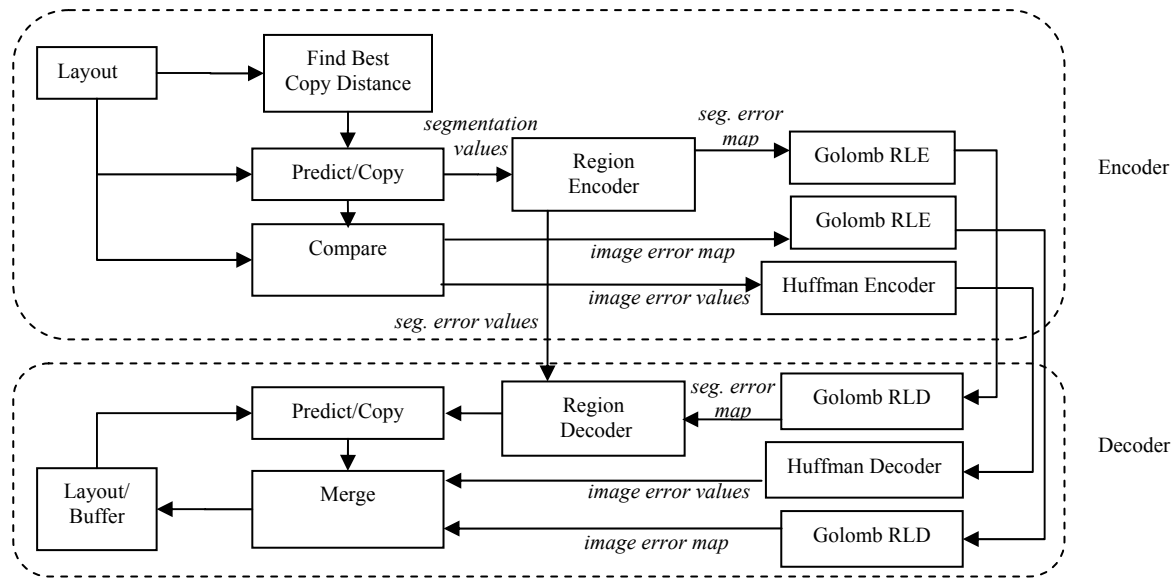 Layout
Find Best
Copy Distance
segmentation
values
seg. error
map
Predict/Copy
Region
Encoder
Golomb RLE
Encoder
Compare
image error map
Golomb RLE
image error values
Huffman Encoder
seg. error values
Predict/Copy
Region
Decoder
seg. error
map
Golomb RLD
Decoder
Layout/
Buffer
Merge
image error values
Huffman Decoder
image error map
Golomb RLD